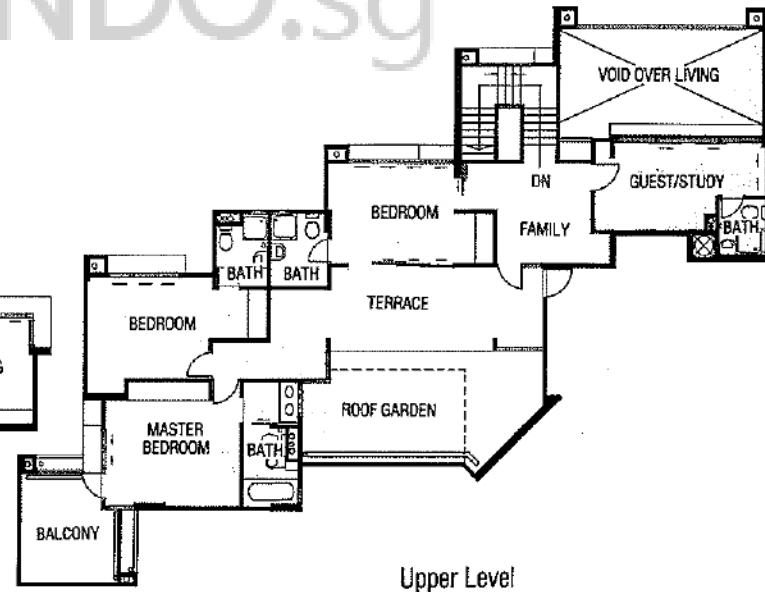 NDO.sg
VOID OVER LIVING
DN
GUEST/STUDY
BEDROOM
FAMILY
BATH
BATH
BATH
TERRACE
BEDROOM
ROOF GARDEN
MASTER
BEDROOM
BATH
BALCONY
Upper Level